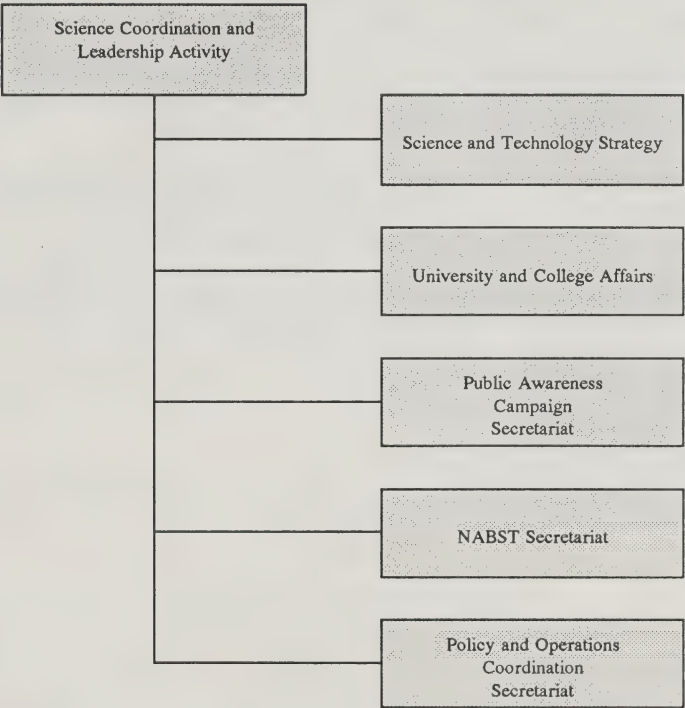 Science Coordination and
Leadership Activity
Science and Technology Strategy
University and College Affairs
Public Awareness
Campaign
Secretariat
NABST Secretariat
Policy and Operations
Coordination
Secretariat